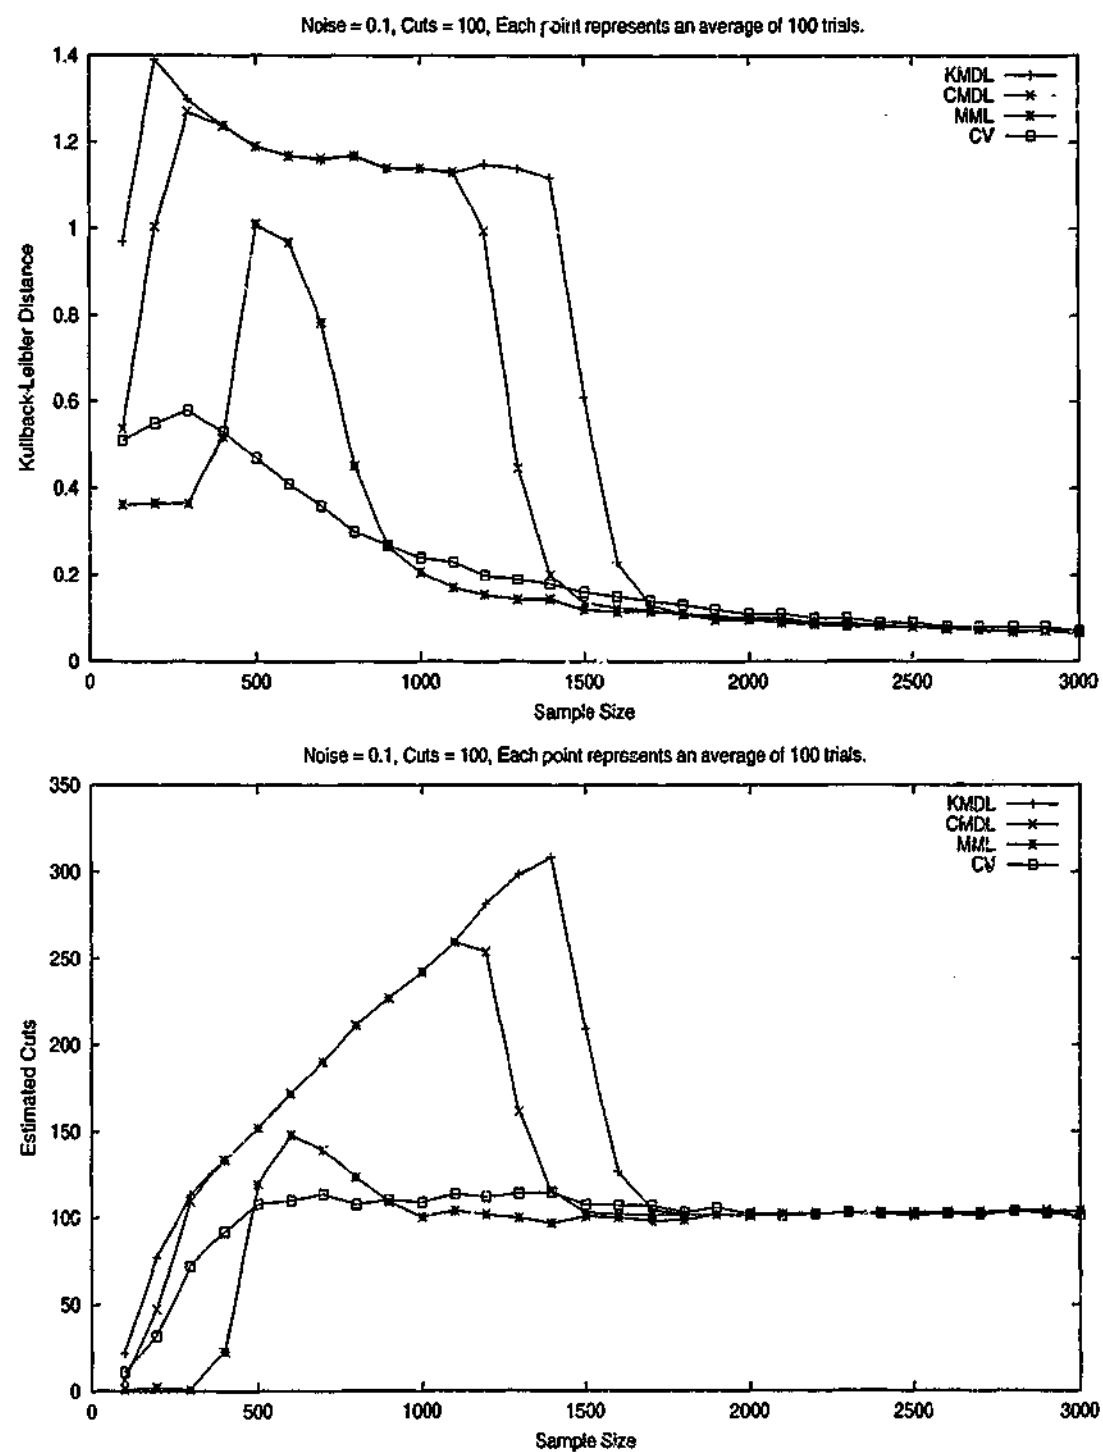 Noise = 0.1, Cuts = 100, Each point represents an average of 100 trials.
1.4
1.2
1
0.8
0.6
0.4
0.2
0
KMDL
CMDL
MML
CV
Kullback-Leibler Distance
0 500 1000 1500 2000 2500 3000
Sample Size
Noise = 0.1, Cuts = 100, Each point represents an average of 100 trials.
350
300
250
200
150
100
50
0
KMDL
CMDL
MML
CV
Estimated Cuts
0 500 1000 1500 2000 2500 3000
Sample Size